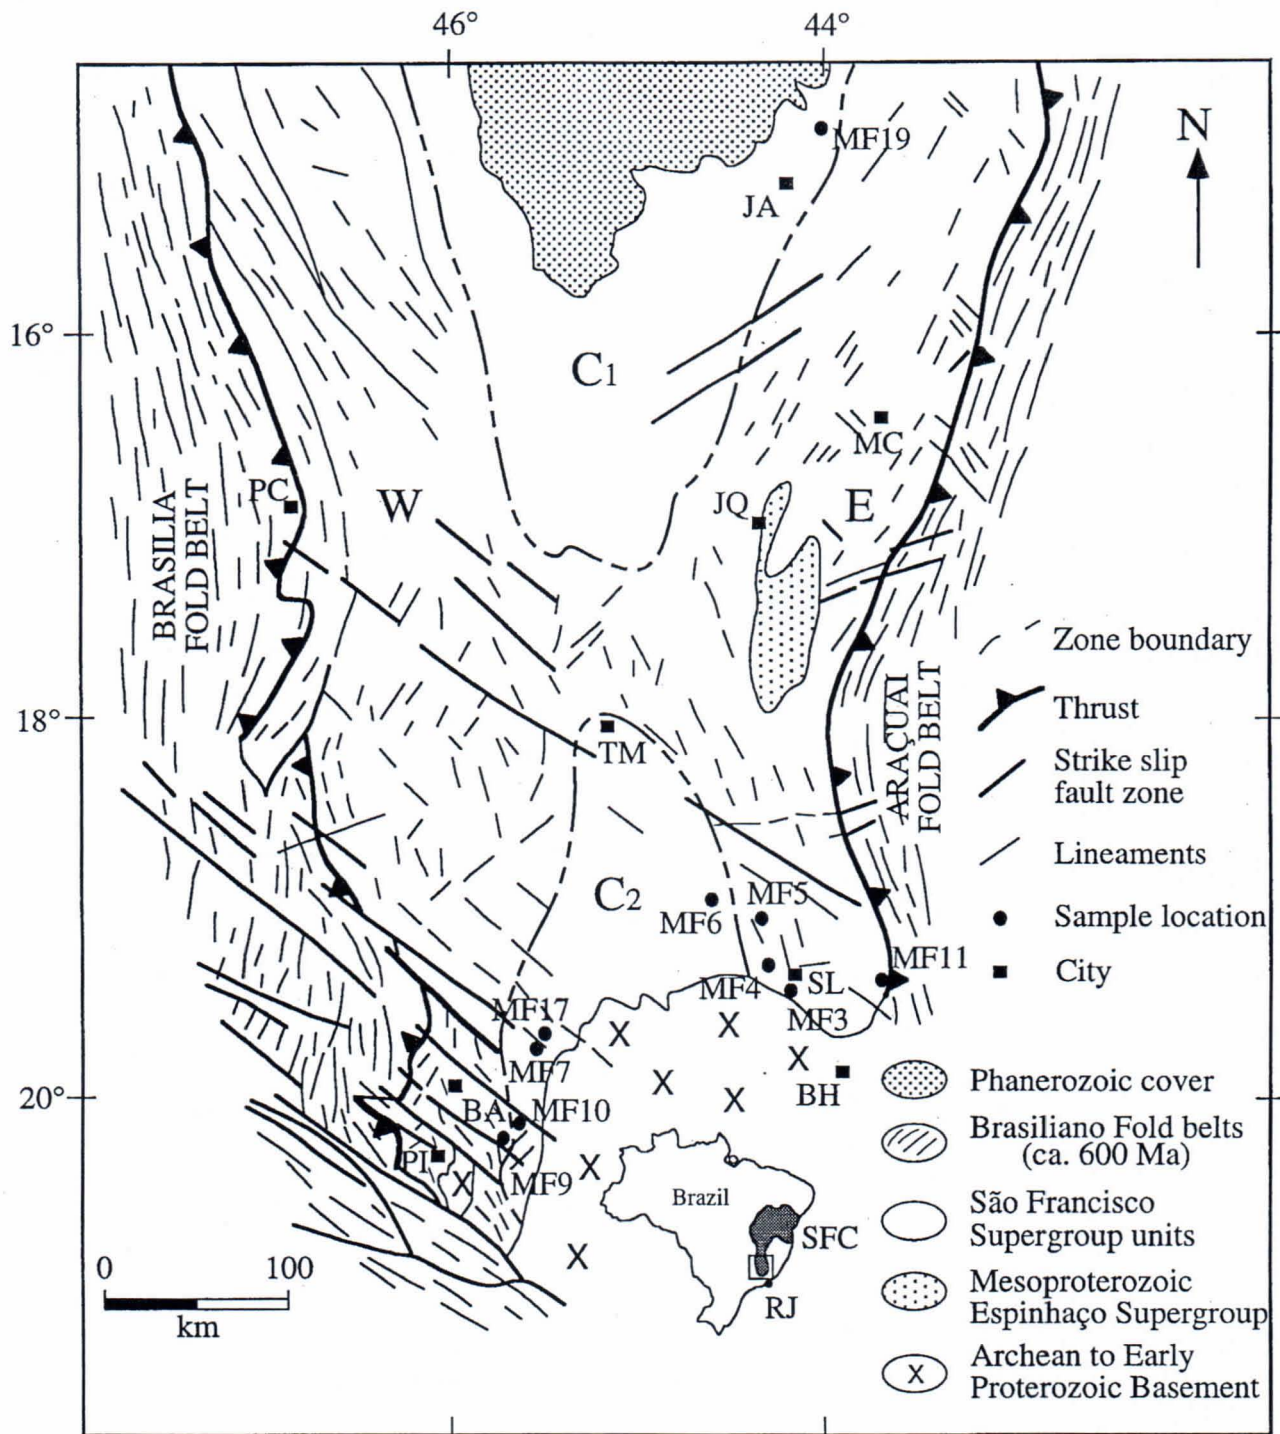 46°
44°
N
MF19
JA
16°
C1
MC
PC
W
JQ
E
BRASILIA
FOLD BELT
Zone boundary
Thrust
18°
TM
ARAÇUAI
FOLD BELT
Strike slip
fault zone
Lineaments
C2
MF5
MF6
Sample location
MF11
MF4
SL
City
MF17
MF3
X
X
X
MF7
X
X
BH
Phanerozoic cover
20°
BA
MF10
Brasiliano Fold belts
(ca. 600 Ma)
PI
MF9
X
X
Brazil
São Francisco
Supergroup units
SFC
X
0
100
km
RJ
Mesoproterozoic
Espinhaço Supergroup
X
Archean to Early
Proterozoic Basement